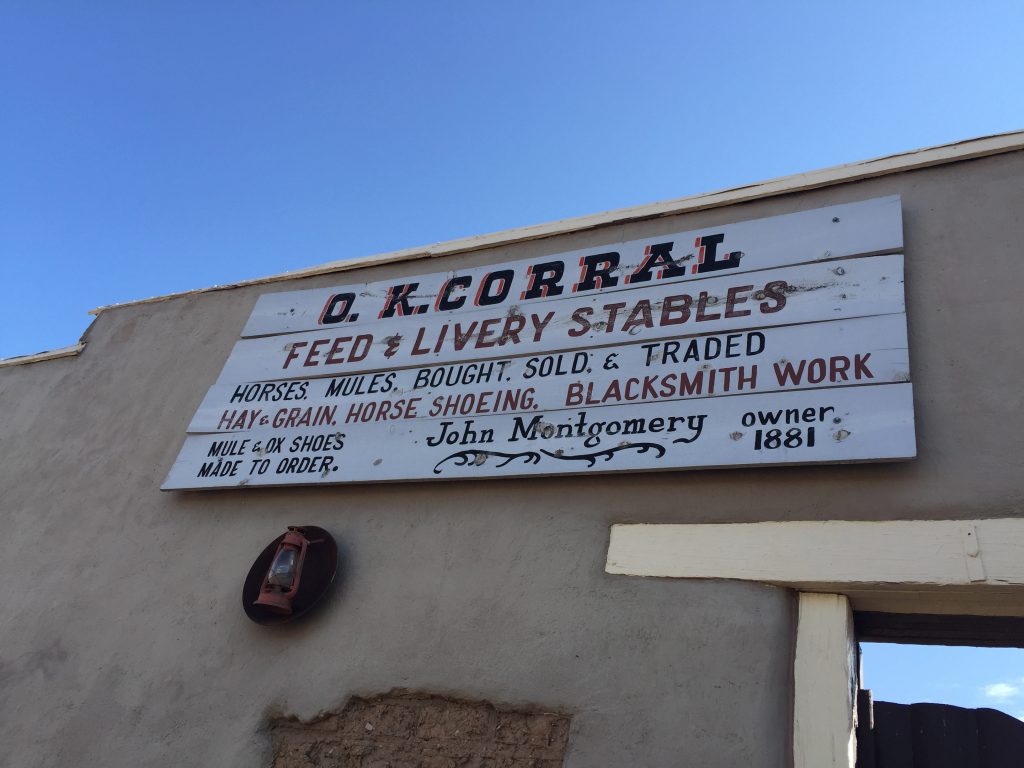 O. K. CORRAL
FEED & LIVERY STABLES
HORSES, MULES, BOUGHT, SOLD, & TRADED
HAY & GRAIN, HORSE SHOEING, BLACKSMITH WORK
MULE & OX SHOES
MADE TO ORDER.
John Montgomery
owner
1881